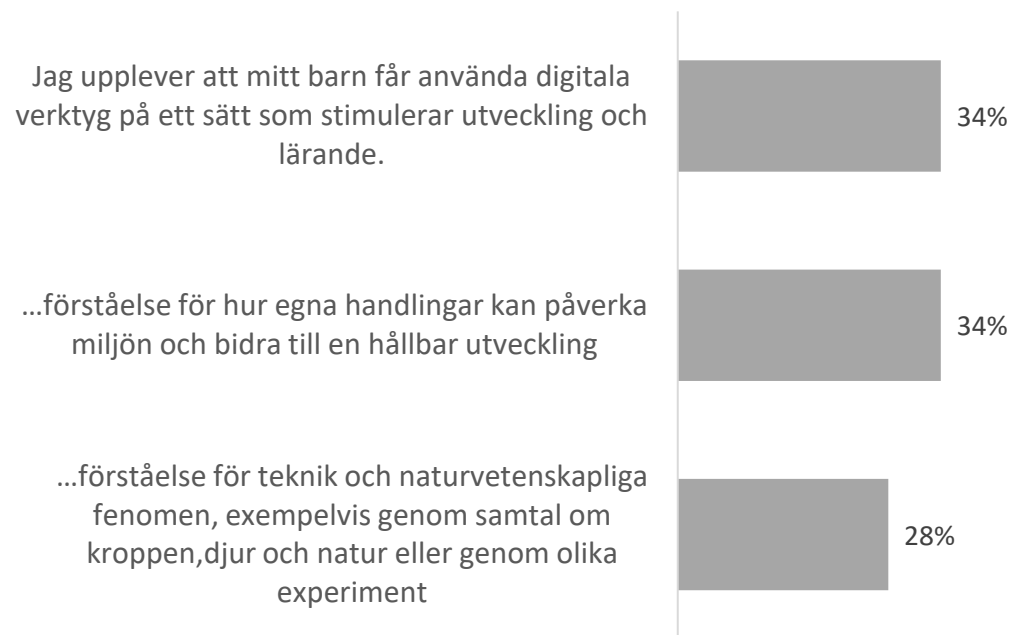 Jag upplever att mitt barn får använda digitala
verktyg på ett sätt som stimulerar utveckling och
lärande.
34%
…förståelse för hur egna handlingar kan påverka
miljön och bidra till en hållbar utveckling
34%
…förståelse för teknik och naturvetenskapliga
fenomen, exempelvis genom samtal om
kroppen,djur och natur eller genom olika
experiment
28%